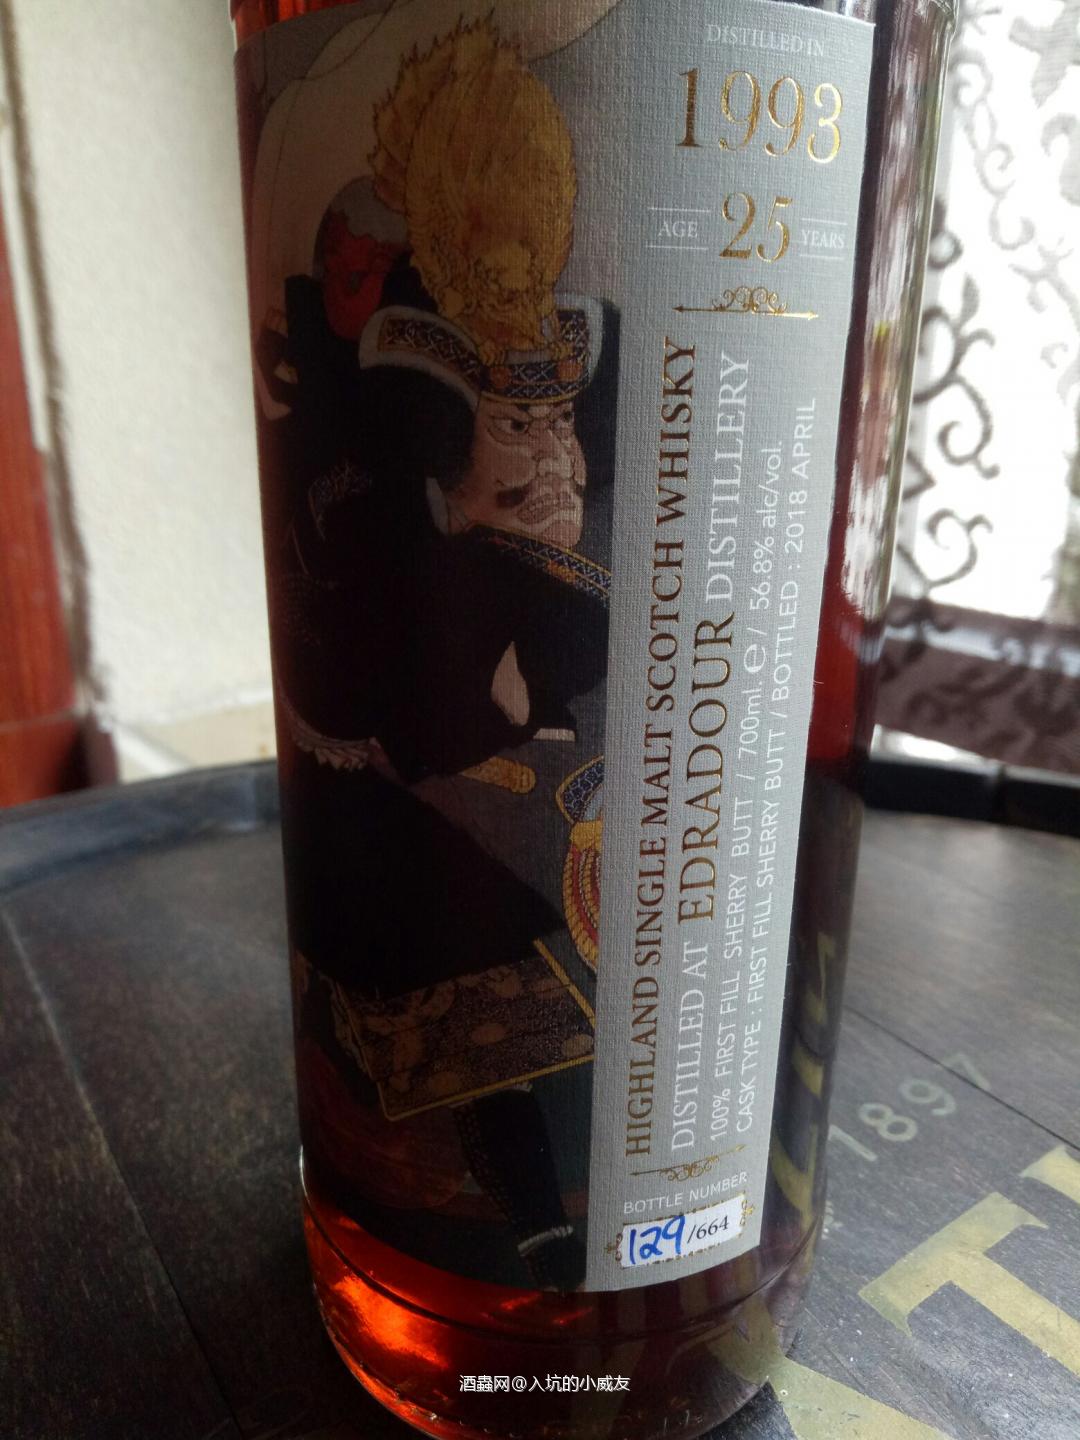 DISTILLED IN
1993
AGE 25 YEARS
HIGHLAND SINGLE MALT SCOTCH WHISKY
DISTILLED AT EDRADOUR DISTILLERY
100% FIRST FILL SHERRY BUTT / 700ml. e / 56.8% alc/vol.
CASK TYPE : FIRST FILL SHERRY BUTT / BOTTLED : 2018 APRIL
BOTTLE NUMBER
129/664
189
酒蟲网@入坑的小威友